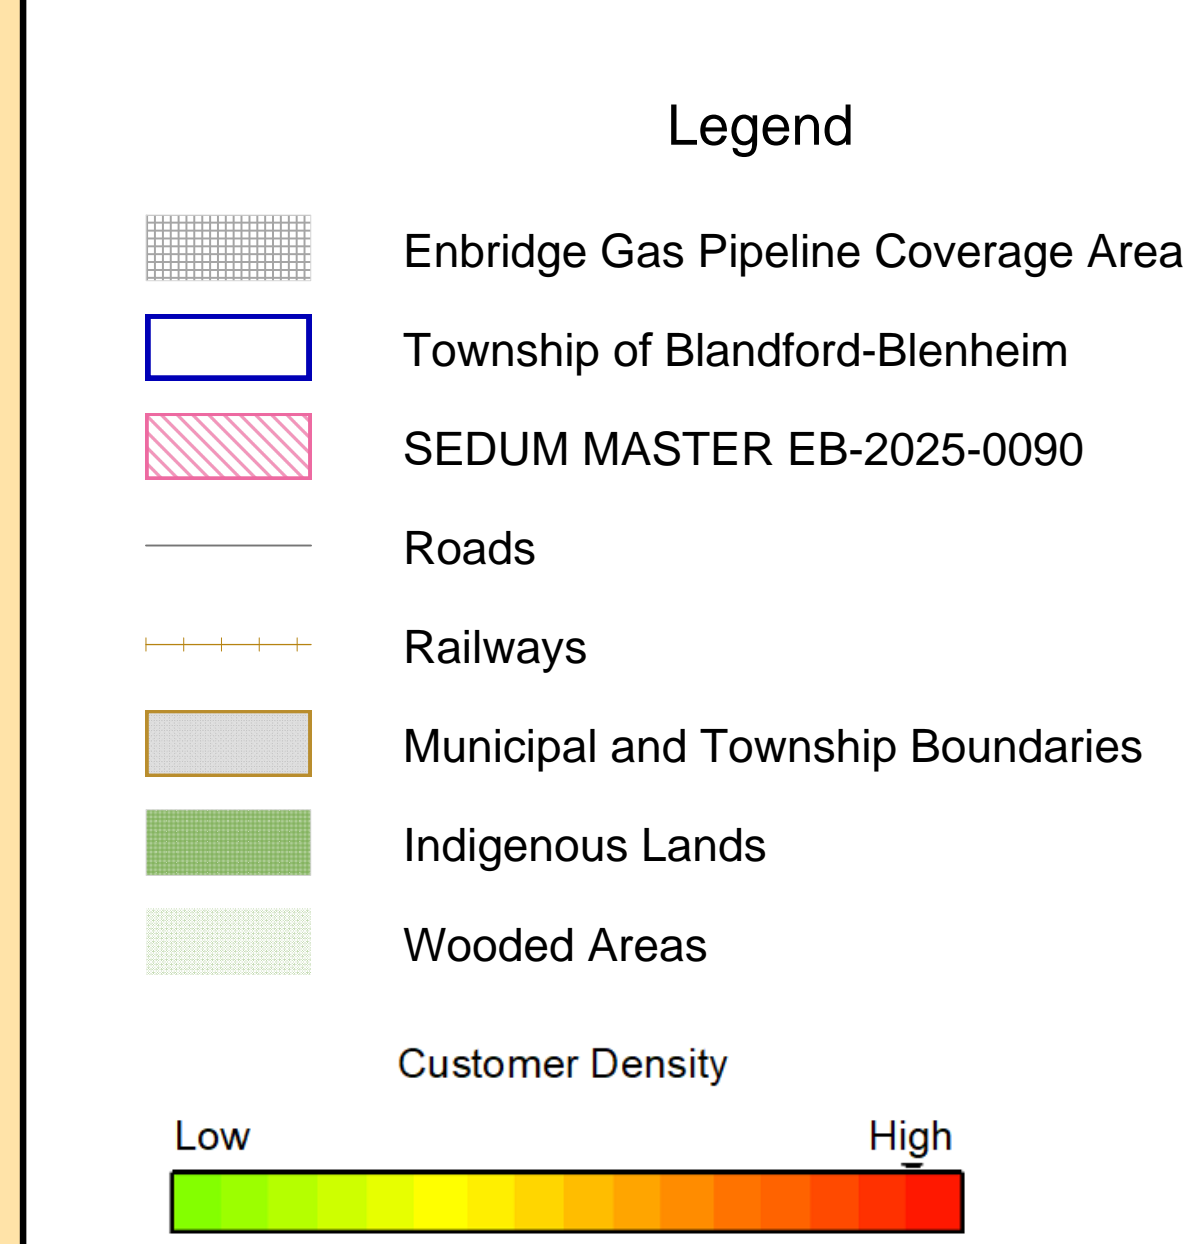 Legend
Enbridge Gas Pipeline Coverage Area
Township of Blandford-Blenheim
SEDUM MASTER EB-2025-0090
Roads
Railways
Municipal and Township Boundaries
Indigenous Lands
Wooded Areas
Customer Density
Low High